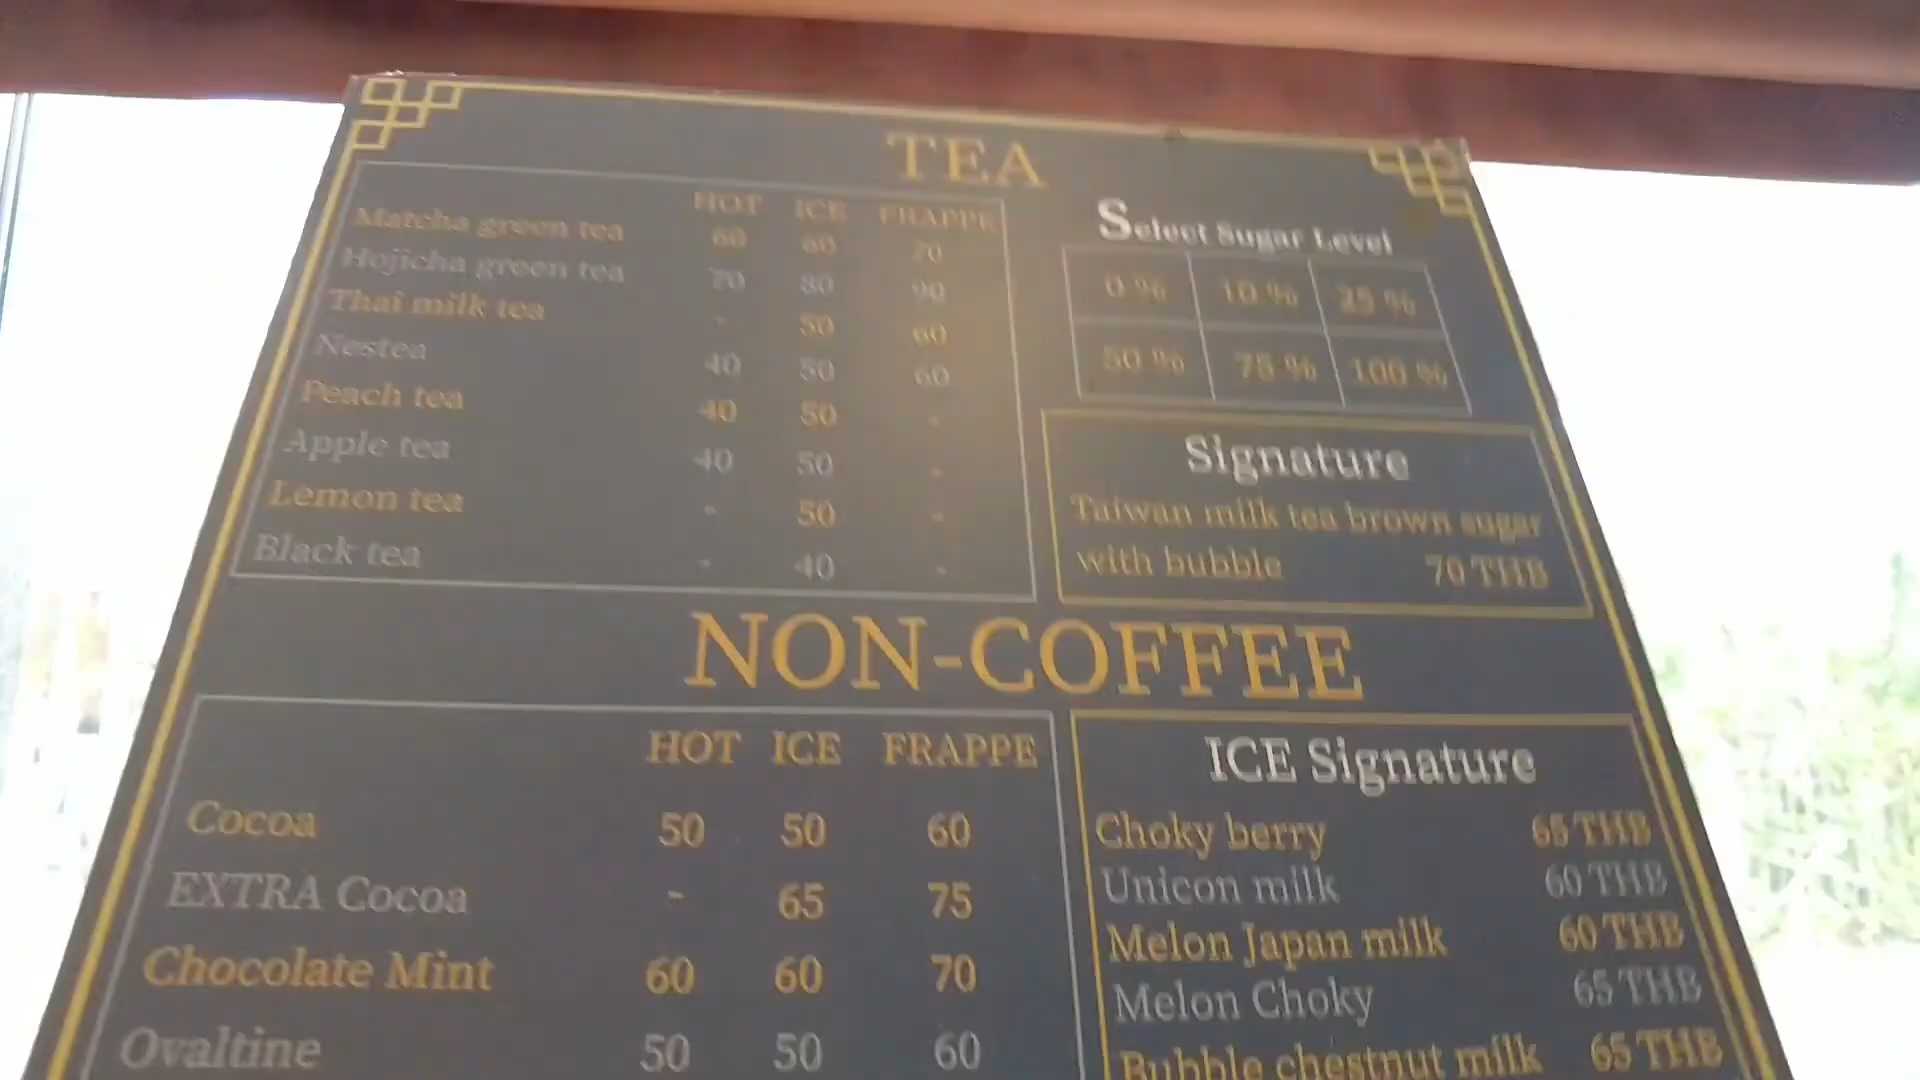 TEA
HOT ICE FRAPPE
Matcha green tea 60 60 70
Hojicha green tea 70 80 90
Thai milk tea - 50 60
Nestea 40 50 60
Peach tea 40 50 -
Apple tea 40 50 -
Lemon tea - 50 -
Black tea - 40 -
Select Sugar Level
0 % 10 % 25 %
50 % 75 % 100 %
Signature
Taiwan milk tea brown sugar
with bubble 70 THB
NON-COFFEE
HOT ICE FRAPPE
Cocoa 50 50 60
EXTRA Cocoa - 65 75
Chocolate Mint 60 60 70
Ovaltine 50 50 60
ICE Signature
Choky berry 65 THB
Unicon milk 60 THB
Melon Japan milk 60 THB
Melon Choky 65 THB
Bubble chestnut milk 65 THB